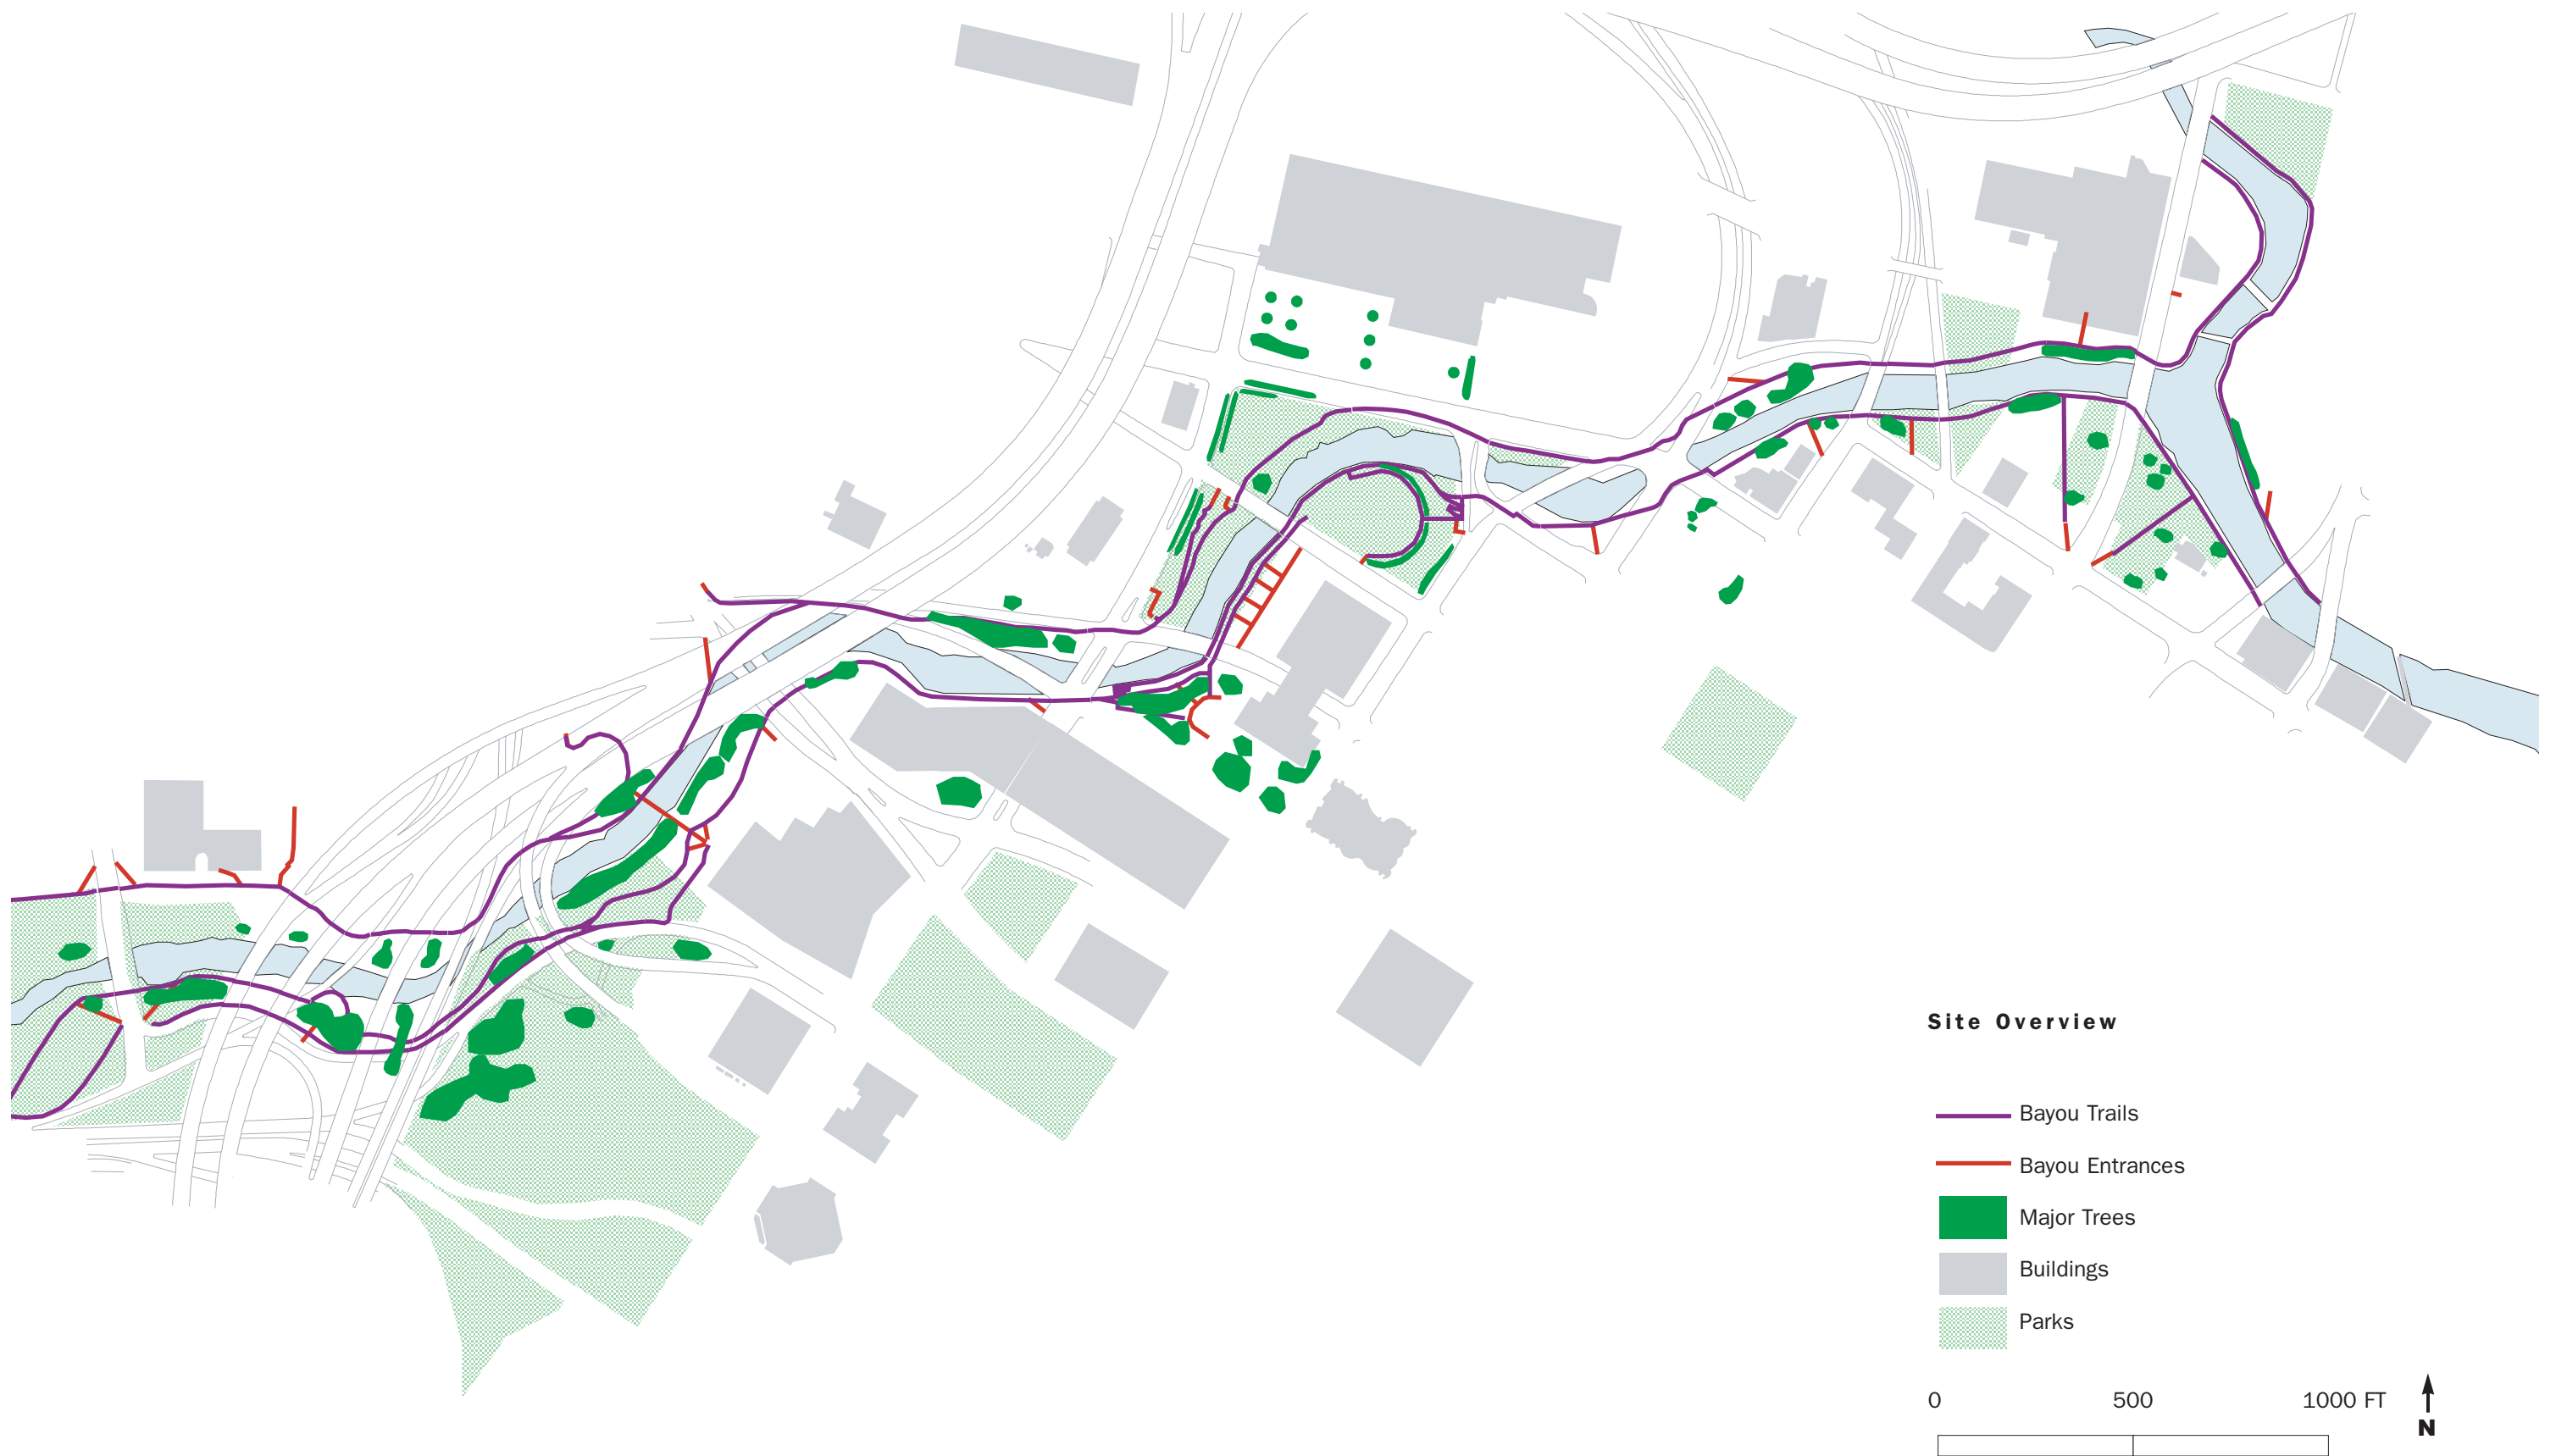 Site Overview
Bayou Trails
Bayou Entrances
Major Trees
Buildings
Parks
0 500 1000 FT
N